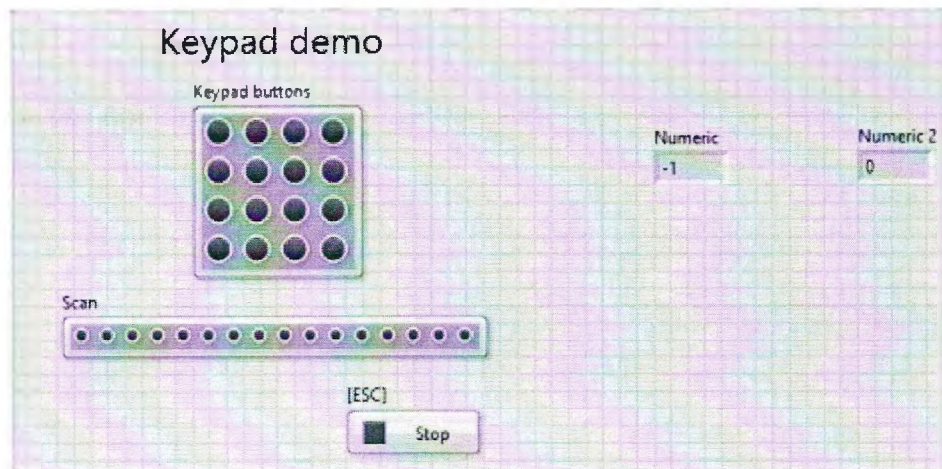 Keypad demo
Keypad buttons
Numeric
Numeric 2
-1
0
Scan
[ESC]
Stop